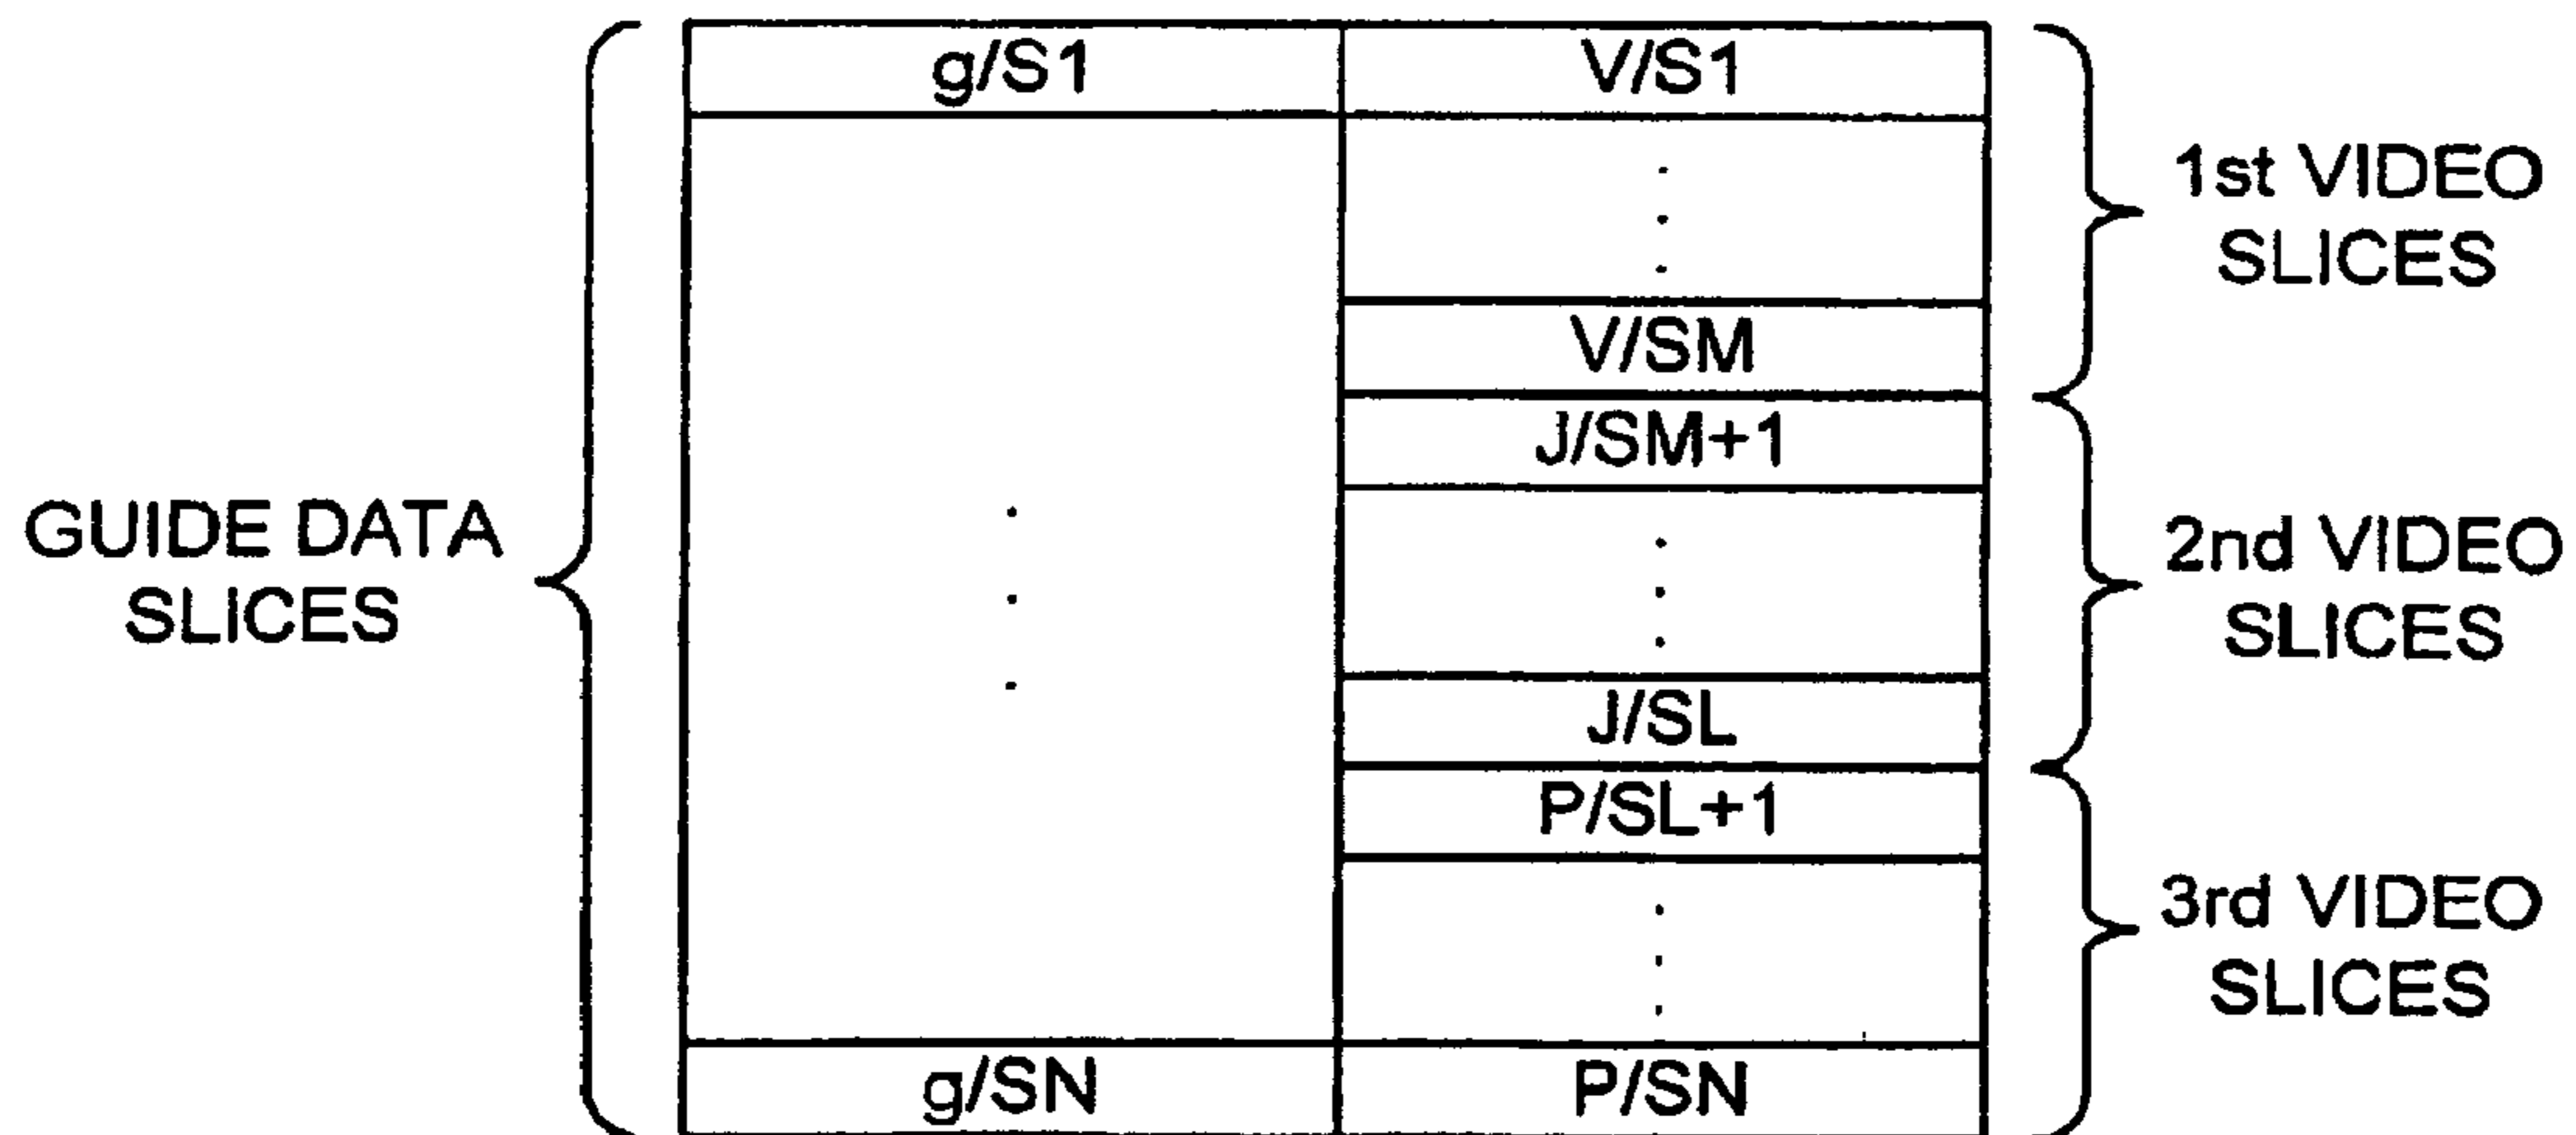 g/S1 V/S1
1st VIDEO
SLICES
V/SM
J/SM+1
GUIDE DATA
SLICES
2nd VIDEO
SLICES
J/SL
P/SL+1
3rd VIDEO
SLICES
g/SN P/SN